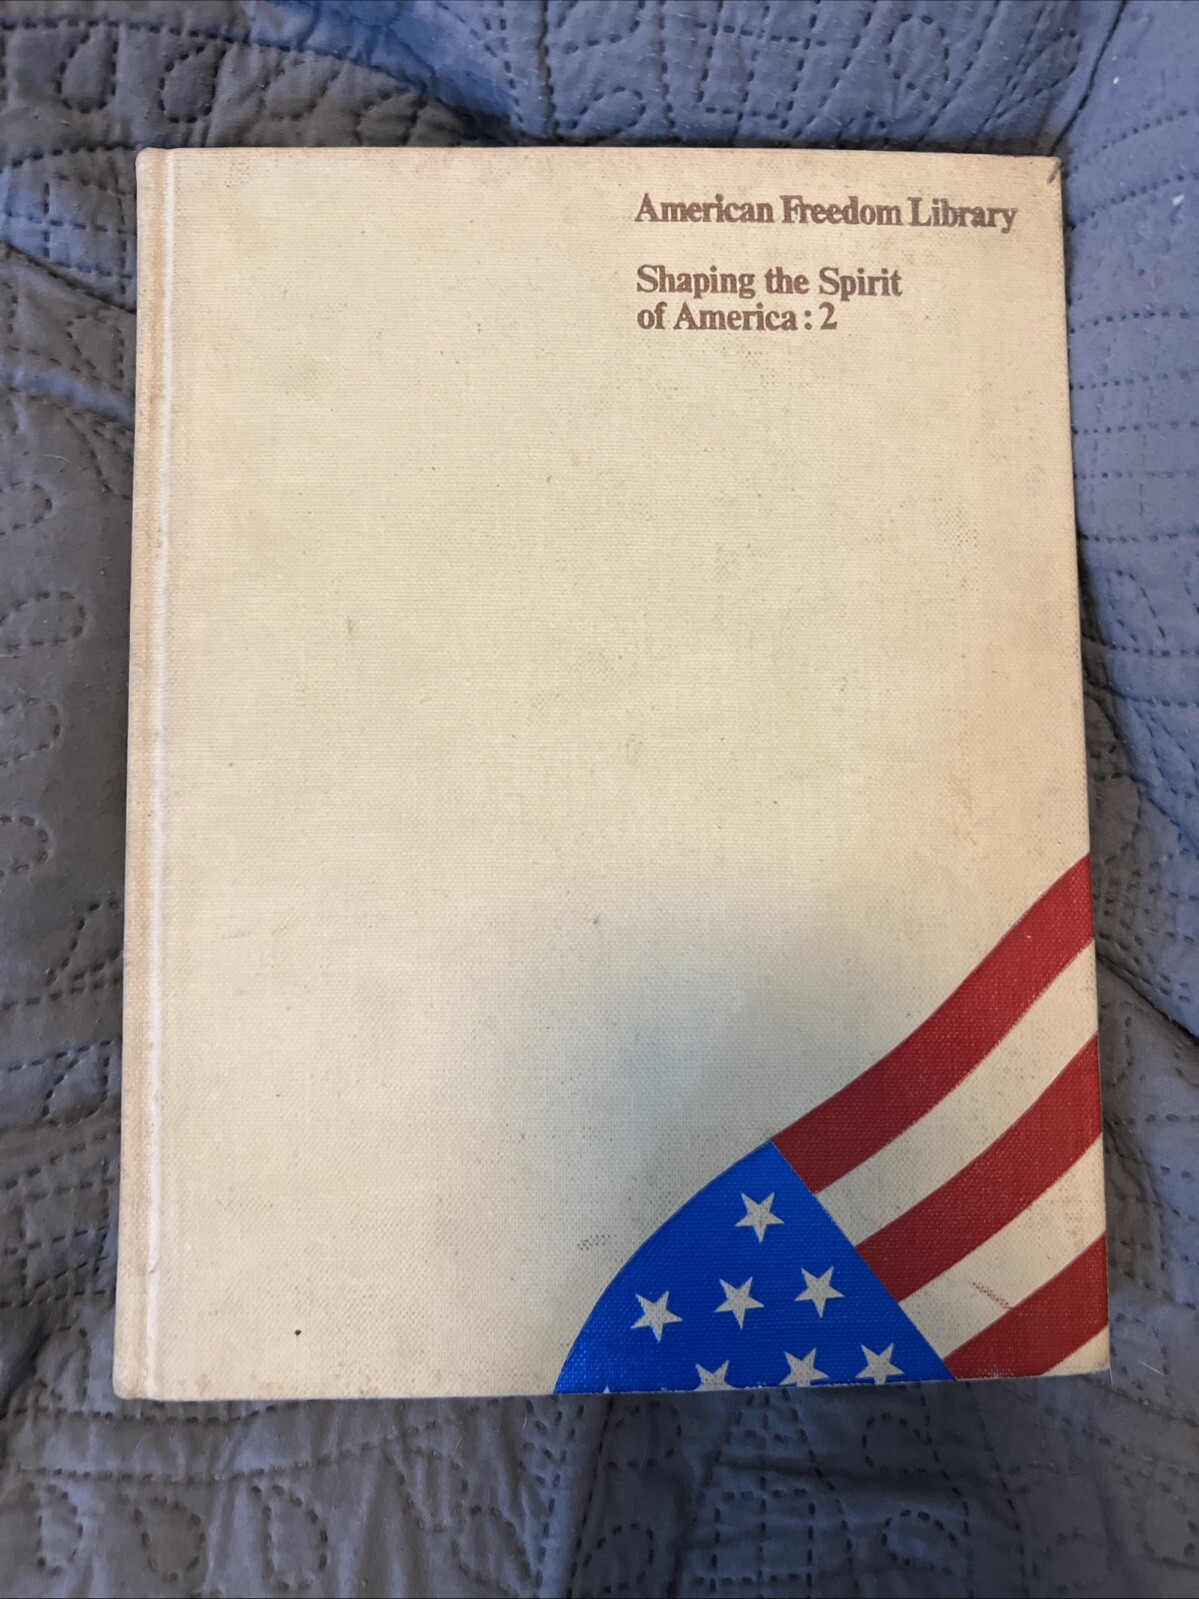 American Freedom Library
Shaping the Spirit
of America: 2